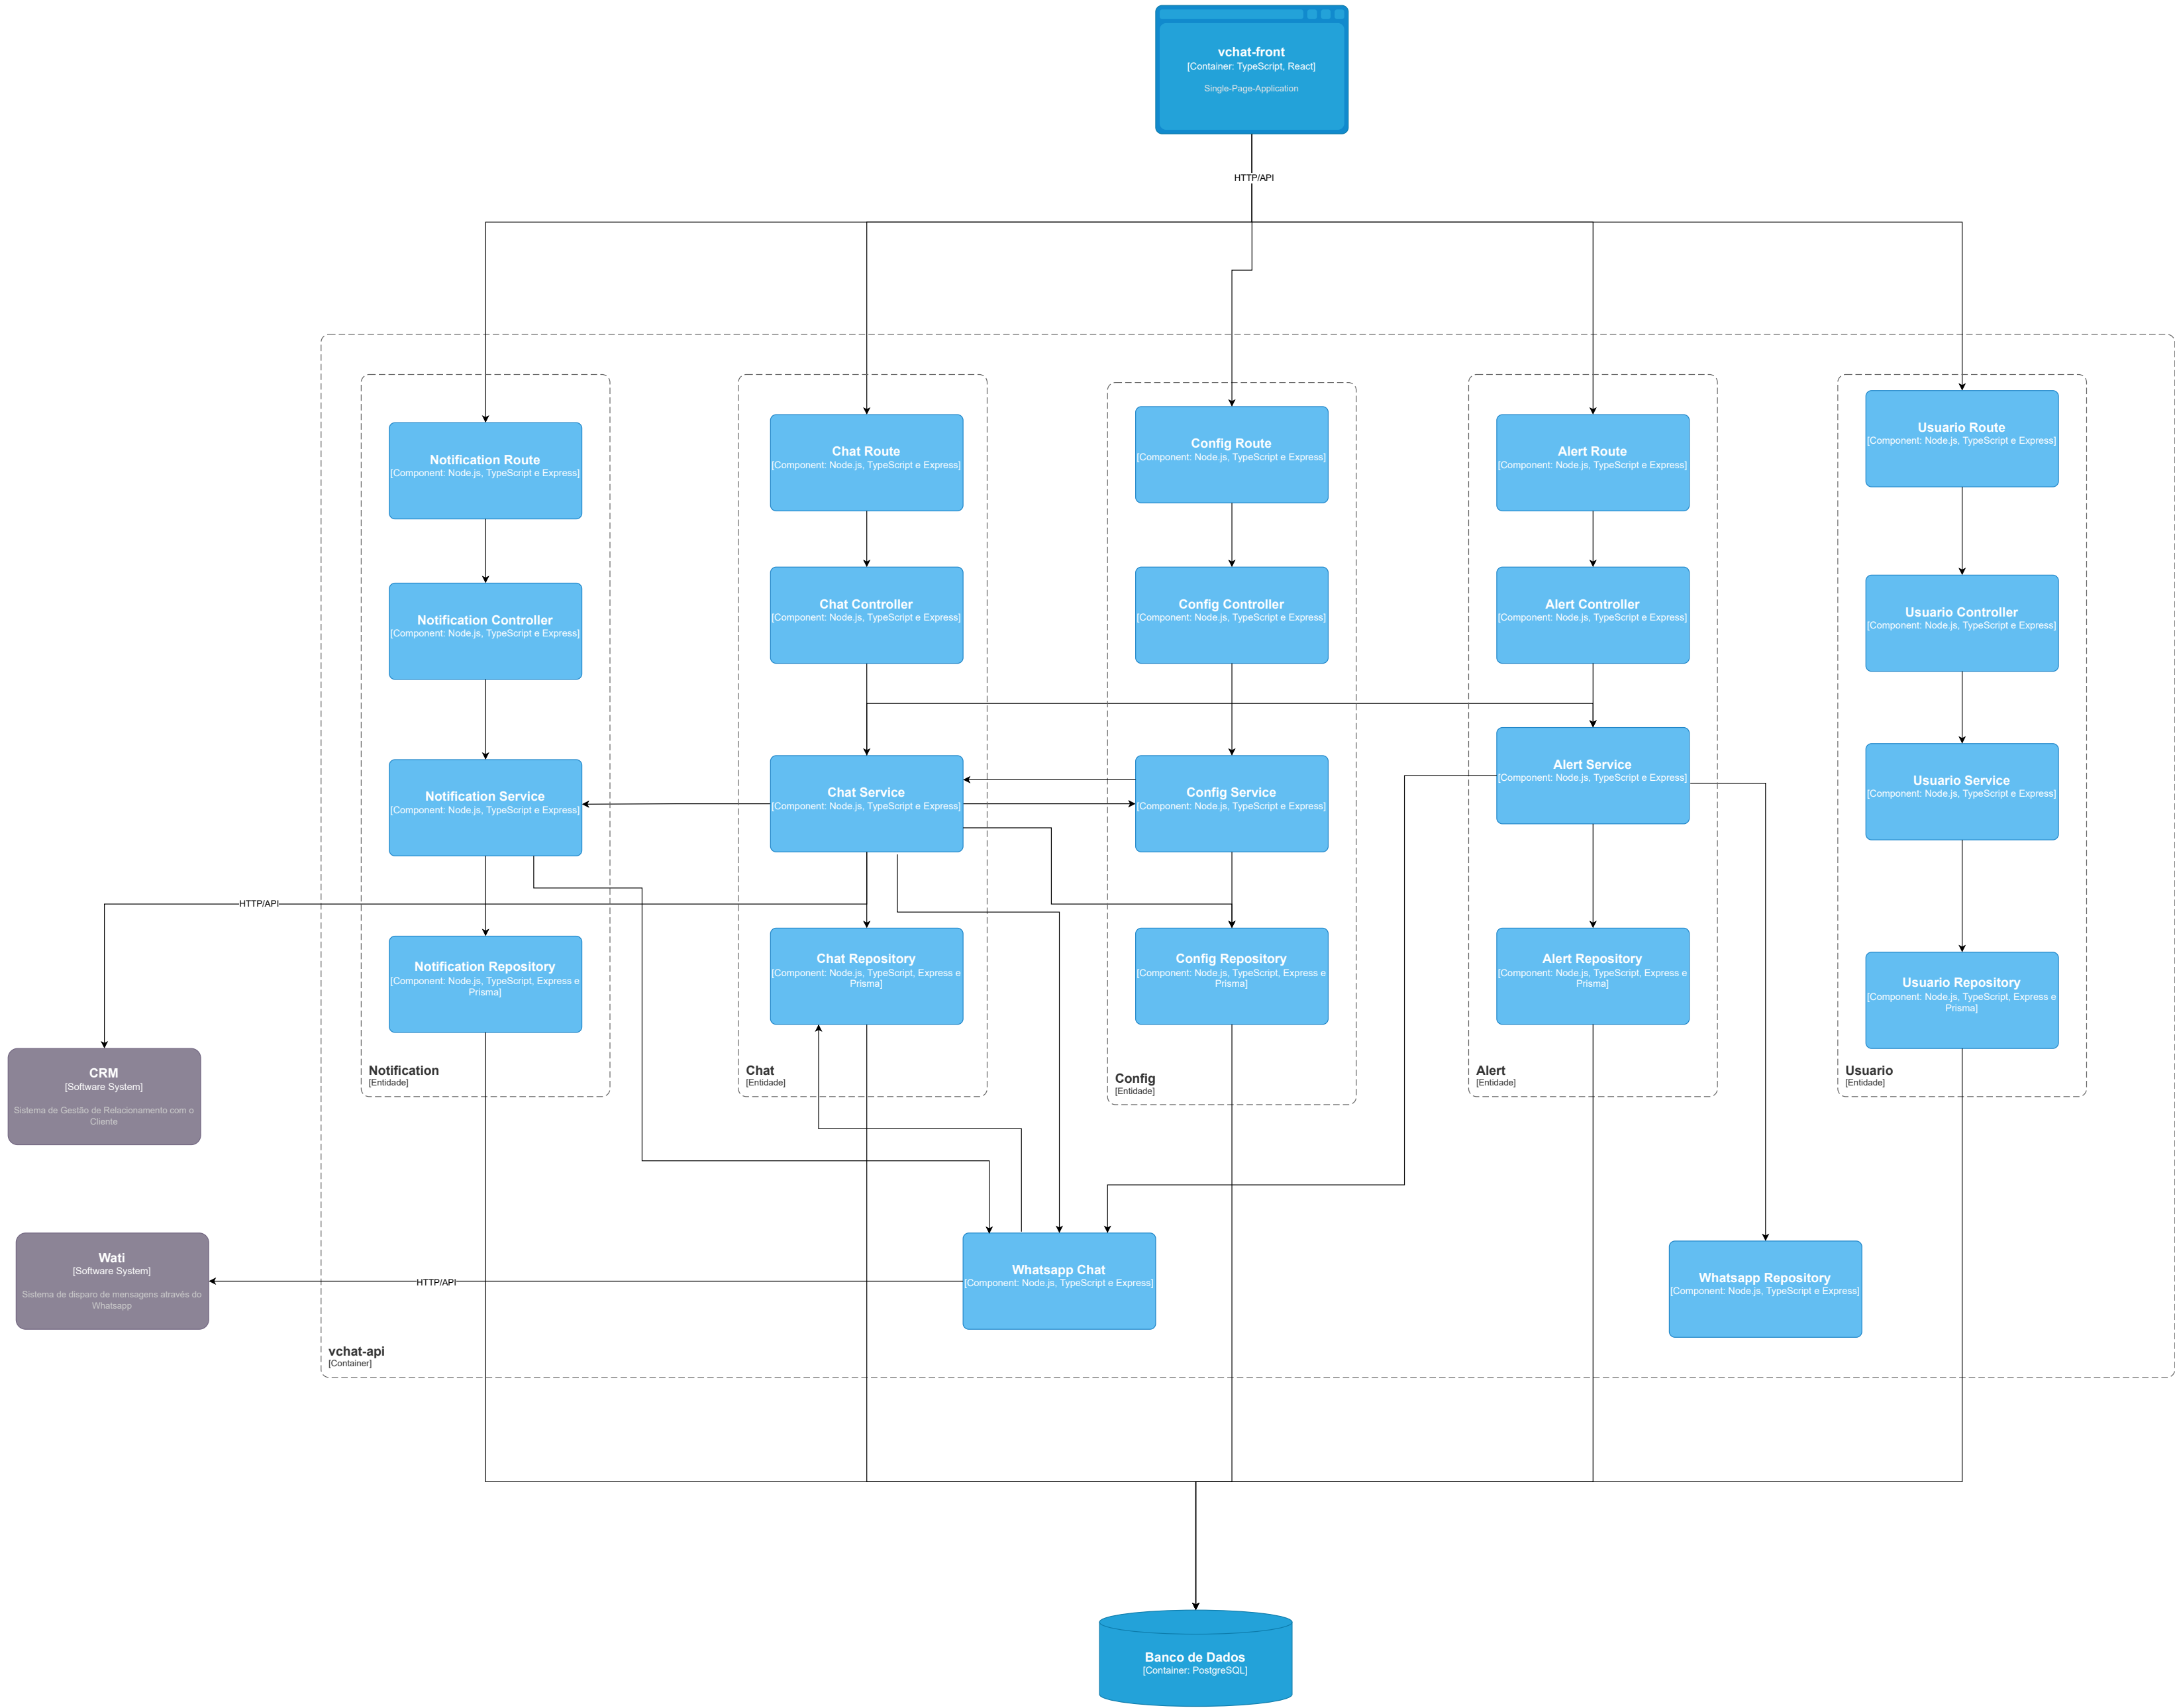 vchat-front
[Container: TypeScript, React]
Single-Page-Application
HTTP/API
Notification Route
[Component: Node.js, TypeScript e Express]
Chat Route
[Component: Node.js, TypeScript e Express]
Config Route
[Component: Node.js, TypeScript e Express]
Alert Route
[Component: Node.js, TypeScript e Express]
Usuario Route
[Component: Node.js, TypeScript e Express]
Notification Controller
[Component: Node.js, TypeScript e Express]
Chat Controller
[Component: Node.js, TypeScript e Express]
Config Controller
[Component: Node.js, TypeScript e Express]
Alert Controller
[Component: Node.js, TypeScript e Express]
Usuario Controller
[Component: Node.js, TypeScript e Express]
Notification Service
[Component: Node.js, TypeScript e Express]
Chat Service
[Component: Node.js, TypeScript e Express]
Config Service
[Component: Node.js, TypeScript e Express]
Alert Service
[Component: Node.js, TypeScript e Express]
Usuario Service
[Component: Node.js, TypeScript e Express]
HTTP/API
Notification Repository
[Component: Node.js, TypeScript, Express e
Prisma]
Chat Repository
[Component: Node.js, TypeScript, Express e
Prisma]
Config Repository
[Component: Node.js, TypeScript, Express e
Prisma]
Alert Repository
[Component: Node.js, TypeScript, Express e
Prisma]
Usuario Repository
[Component: Node.js, TypeScript, Express e
Prisma]
CRM
[Software System]
Sistema de Gestão de Relacionamento com o
Cliente
Notification
[Entidade]
Chat
[Entidade]
Config
[Entidade]
Alert
[Entidade]
Usuario
[Entidade]
Wati
[Software System]
Sistema de disparo de mensagens através do
Whatsapp
HTTP/API
Whatsapp Chat
[Component: Node.js, TypeScript e Express]
Whatsapp Repository
[Component: Node.js, TypeScript e Express]
vchat-api
[Container]
Banco de Dados
[Container: PostgreSQL]